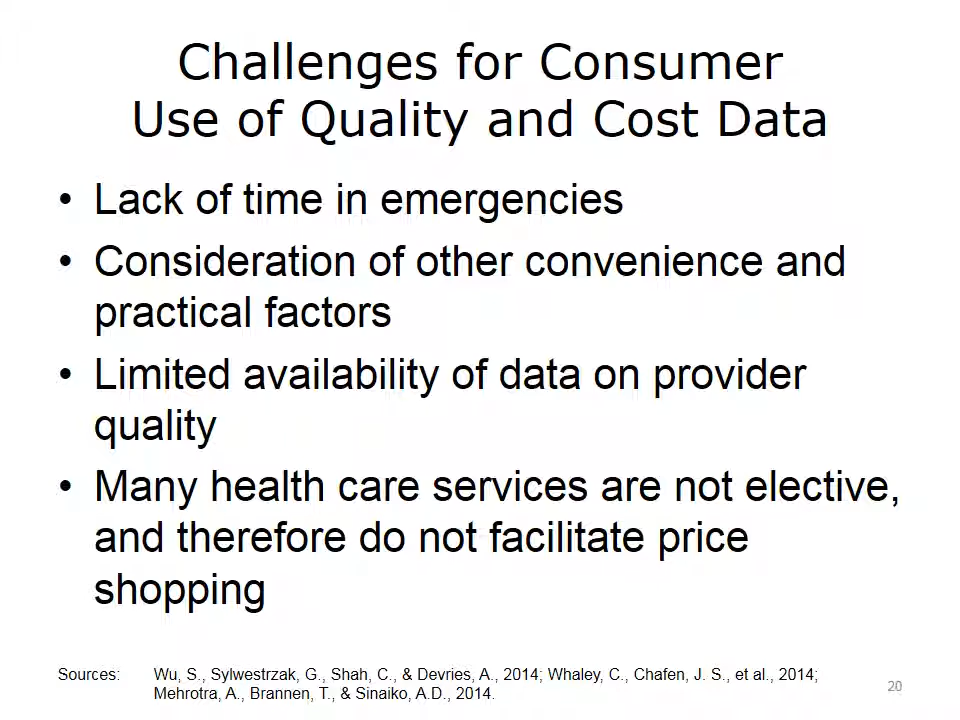 Challenges for Consumer
Use of Quality and Cost Data
• Lack of time in emergencies
• Consideration of other convenience and
practical factors
• Limited availability of data on provider
quality
• Many health care services are not elective,
and therefore do not facilitate price
shopping
Sources: Wu, S., Sylwestrzak, G., Shah, C., & Devries, A., 2014; Whaley, C., Chafen, J. S., et al., 2014;
Mehrotra, A., Brannen, T., & Sinaiko, A.D., 2014.
20